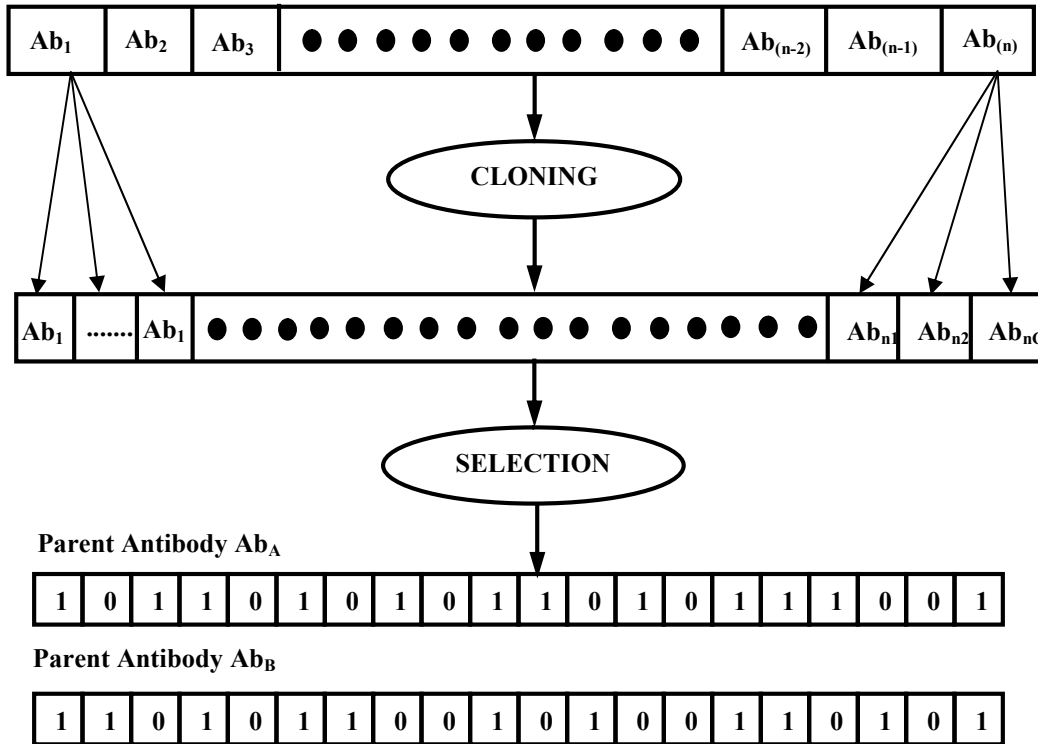 Ab1 Ab2 Ab3 Ab(n-2) Ab(n-1) Ab(n)
CLONING
Ab1 ........ Ab1 Abn1 Abn2 AbnC
SELECTION
Parent Antibody AbA
1 0 1 1 0 1 0 1 0 1 1 0 1 0 1 1 1 0 0 1
Parent Antibody AbB
1 1 0 1 0 1 1 0 0 1 0 1 0 0 1 1 0 1 0 1